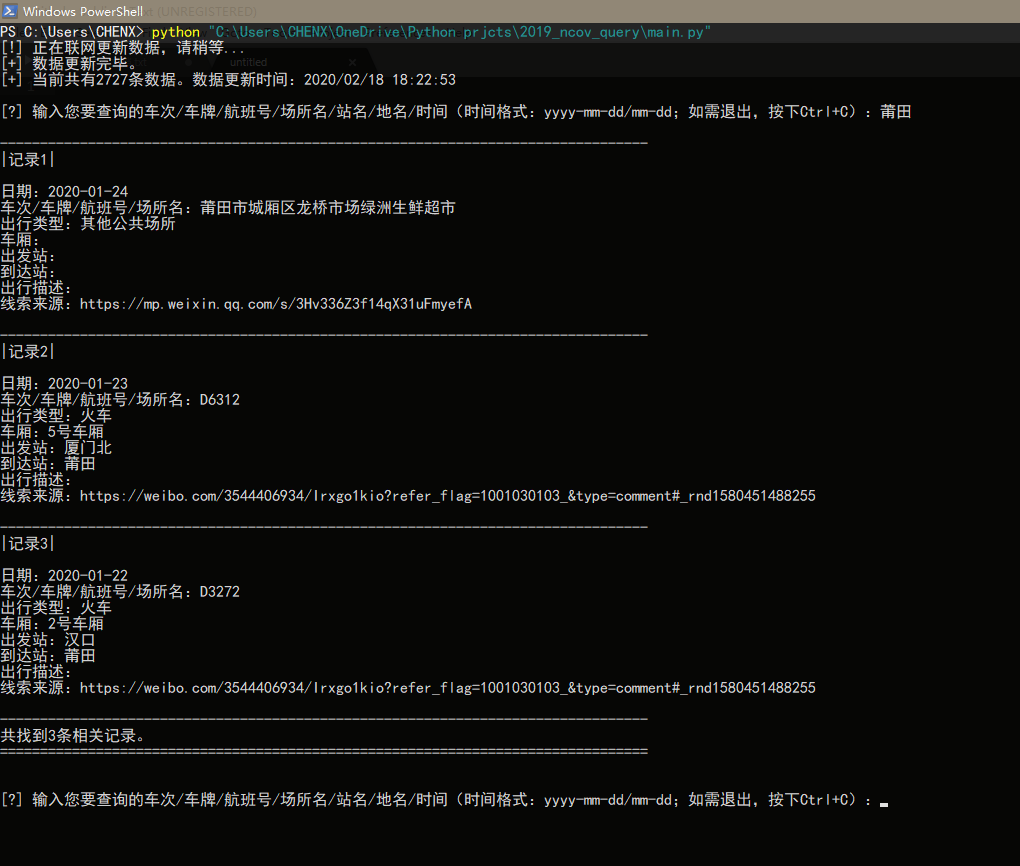 Windows PowerShell
(UNREGISTERED)
PS C:\Users\CHENX> python "C:\Users\CHENX\OneDrive\Python prjcts\2019_ncov_query\main.py"
[!] 正在联网更新数据，请稍等...
[+] 数据更新完毕。
untitled
[+] 当前共有2727条数据。数据更新时间：2020/02/18 18:22:53
[?] 输入您要查询的车次/车牌/航班号/场所名/站名/地名/时间（时间格式：yyyy-mm-dd/mm-dd；如需退出，按下Ctrl+C）：莆田
---------------------------------------------------------------------------------
|记录1|
日期：2020-01-24
车次/车牌/航班号/场所名：莆田市城厢区龙桥市场绿洲生鲜超市
出行类型：其他公共场所
车厢：
出发站：
到达站：
出行描述：
线索来源：https://mp.weixin.qq.com/s/3Hv336Z3f14qX31uFmyefA
---------------------------------------------------------------------------------
|记录2|
日期：2020-01-23
车次/车牌/航班号/场所名：D6312
出行类型：火车
车厢：5号车厢
出发站：厦门北
到达站：莆田
出行描述：
线索来源：https://weibo.com/3544406934/Irxgo1kio?refer_flag=1001030103_&type=comment#_rnd1580451488255
---------------------------------------------------------------------------------
|记录3|
日期：2020-01-22
车次/车牌/航班号/场所名：D3272
出行类型：火车
车厢：2号车厢
出发站：汉口
到达站：莆田
出行描述：
线索来源：https://weibo.com/3544406934/Irxgo1kio?refer_flag=1001030103_&type=comment#_rnd1580451488255
---------------------------------------------------------------------------------
共找到3条相关记录。
=================================================================================
[?] 输入您要查询的车次/车牌/航班号/场所名/站名/地名/时间（时间格式：yyyy-mm-dd/mm-dd；如需退出，按下Ctrl+C）：